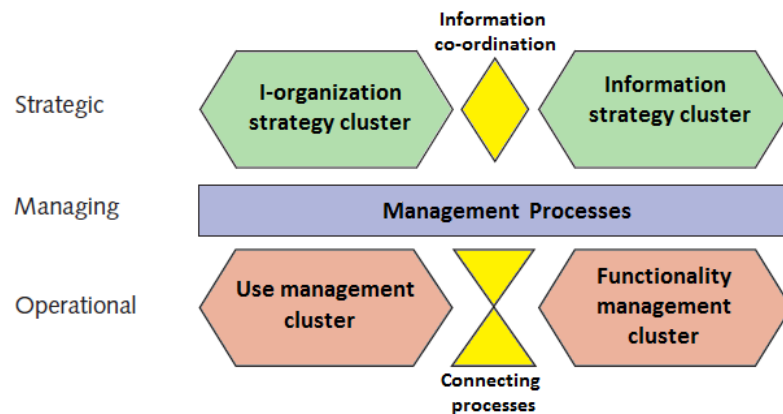 Information
co-ordination
Strategic
I-organization
strategy cluster
Information
strategy cluster
Managing
Management Processes
Operational
Use management
cluster
Functionality
management
cluster
Connecting
processes